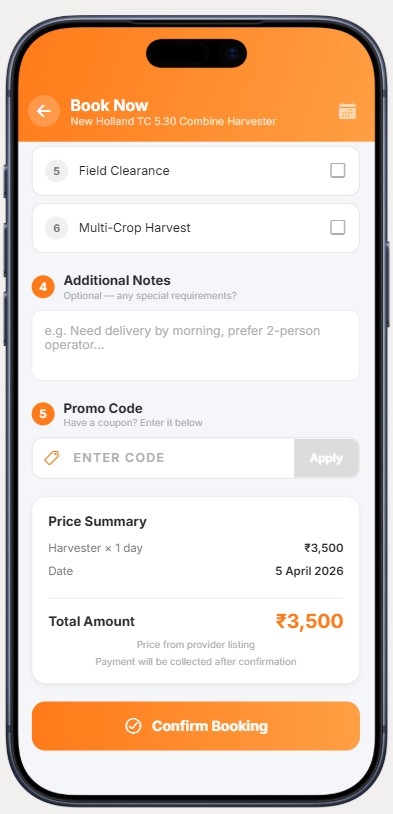 Book Now
New Holland TC 5.30 Combine Harvester
5 Field Clearance
6 Multi-Crop Harvest
4 Additional Notes
Optional — any special requirements?
e.g. Need delivery by morning, prefer 2-person
operator...
5 Promo Code
Have a coupon? Enter it below
ENTER CODE Apply
Price Summary
Harvester × 1 day ₹3,500
Date 5 April 2026
Total Amount ₹3,500
Price from provider listing
Payment will be collected after confirmation
Confirm Booking